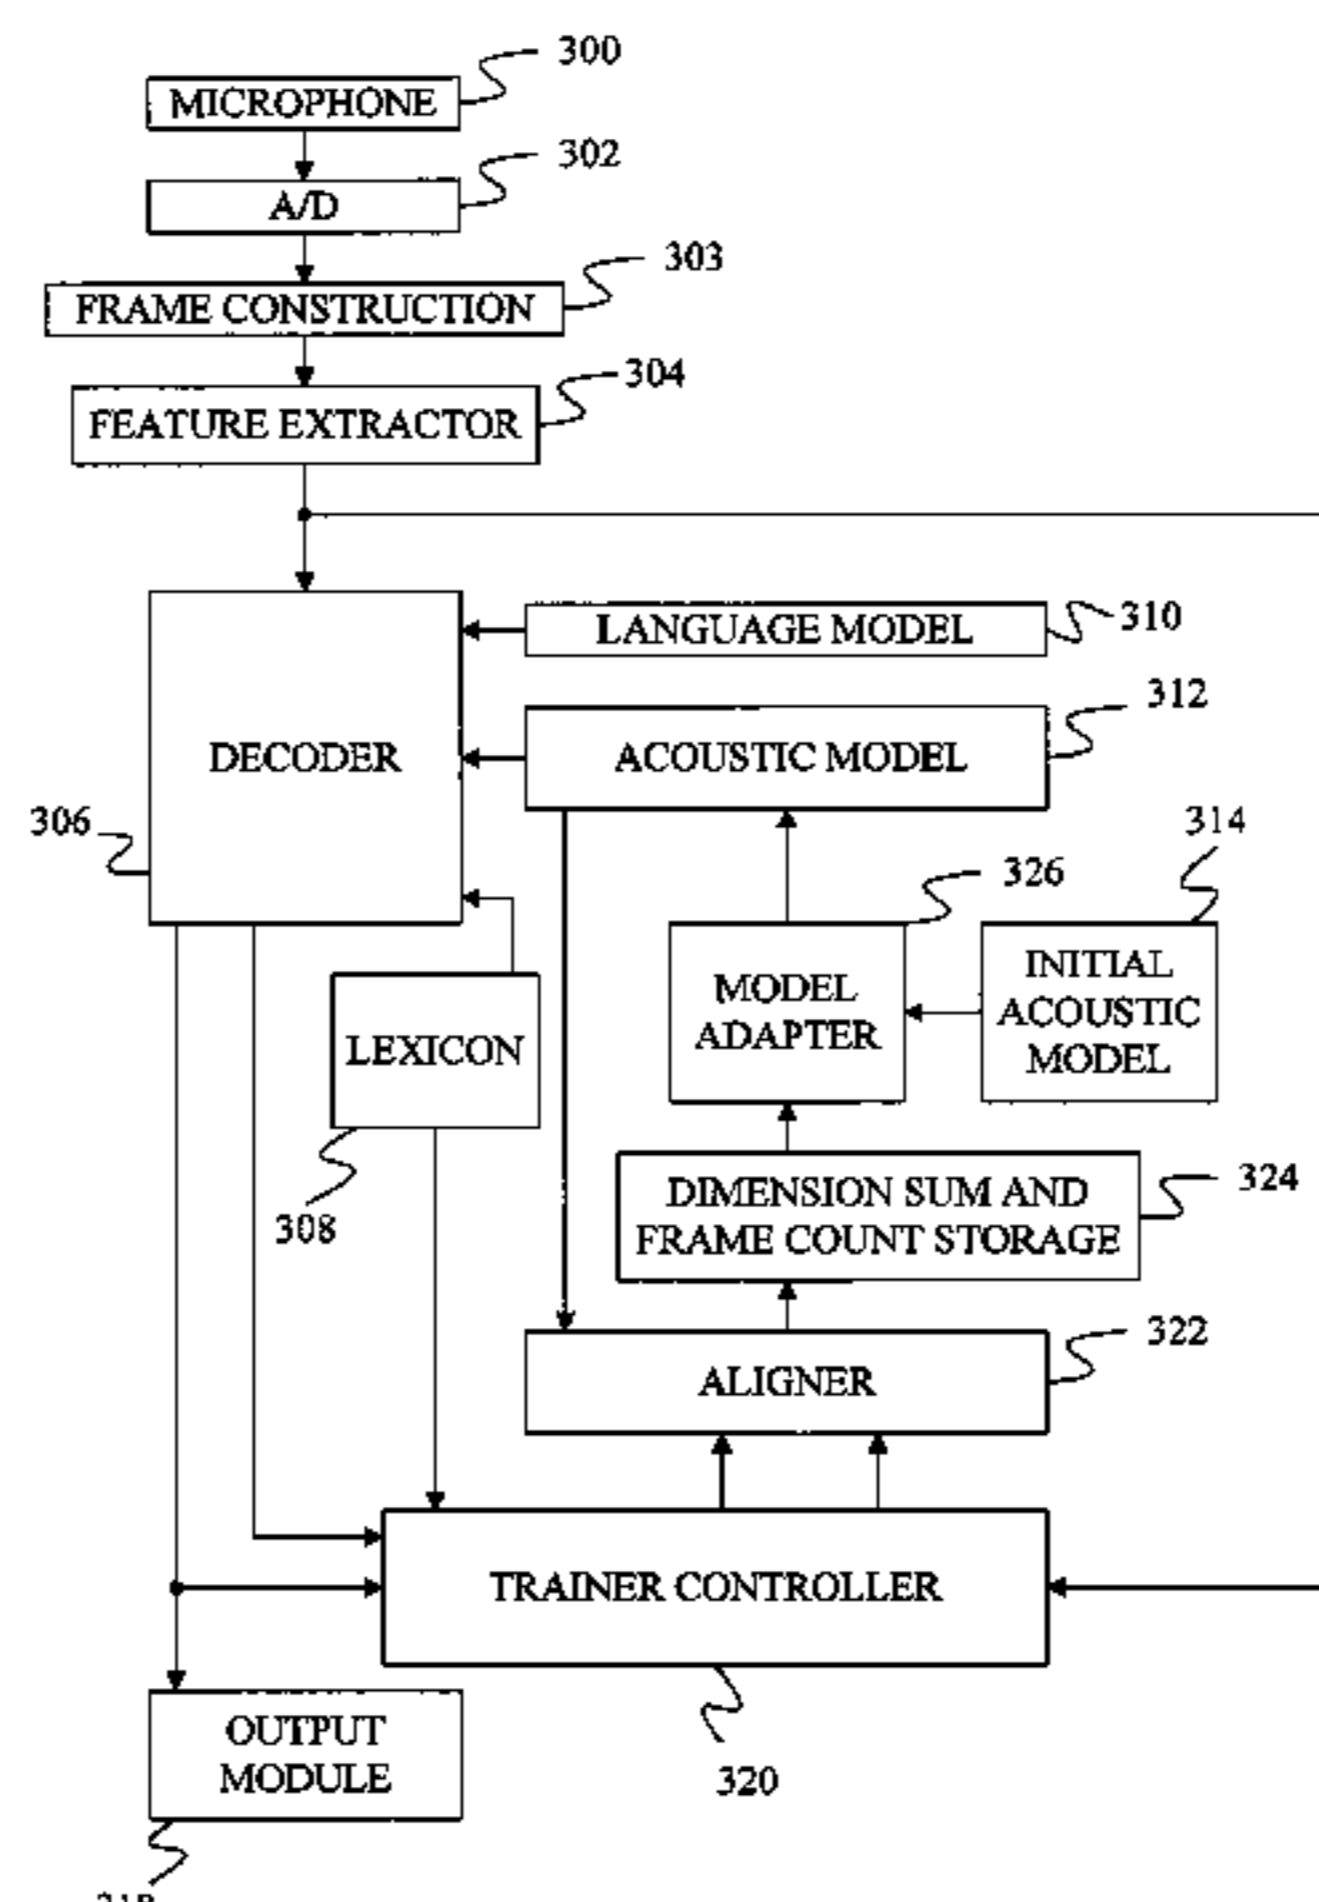 300
MICROPHONE
302
A/D
303
FRAME CONSTRUCTION
304
FEATURE EXTRACTOR
310
LANGUAGE MODEL
312
DECODER
ACOUSTIC MODEL
306
314
326
INITIAL
ACOUSTIC
MODEL
MODEL
ADAPTER
LEXICON
308
324
DIMENSION SUM AND
FRAME COUNT STORAGE
322
ALIGNER
TRAINER CONTROLLER
320
OUTPUT
MODULE